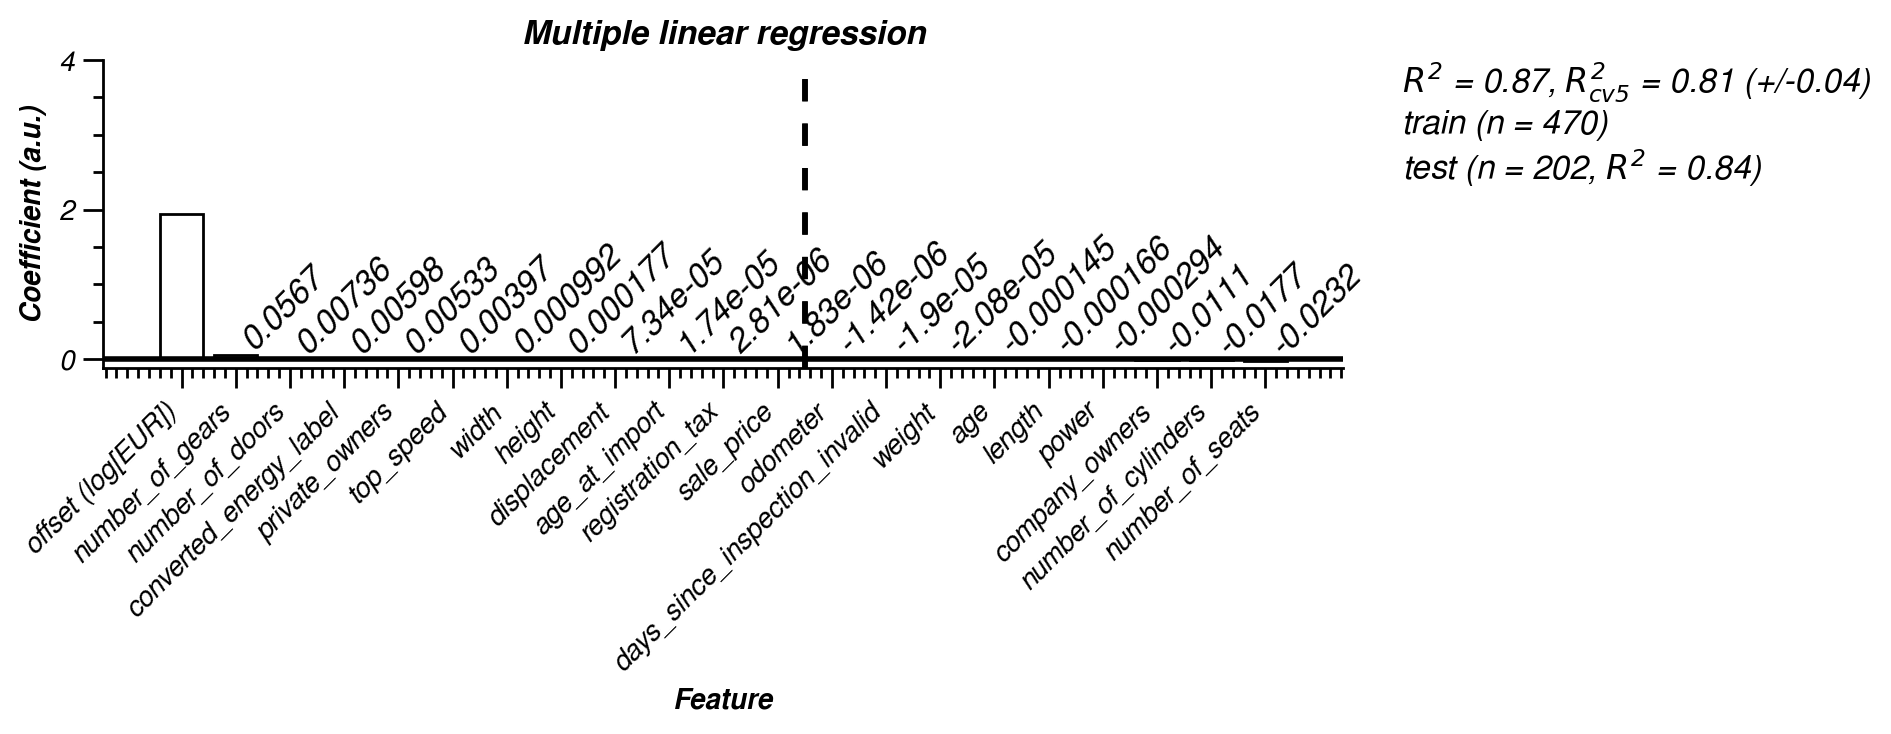 Multiple linear regression
R² = 0.87, R²cv5 = 0.81 (+/-0.04)
train (n = 470)
test (n = 202, R² = 0.84)
Coefficient (a.u.)
4
2
0
0.0567
0.00736
0.00598
0.00533
0.00397
0.000992
0.000177
7.34e-05
1.74e-05
2.81e-06
1.83e-06
-1.42e-06
-1.9e-05
-2.08e-05
-0.000145
-0.000166
-0.000294
-0.0111
-0.0177
-0.0232
offset (log[EUR])
number_of_gears
number_of_doors
converted_energy_label
private_owners
top_speed
width
height
displacement
age_at_import
registration_tax
sale_price
odometer
days_since_inspection_invalid
weight
age
length
power
company_owners
number_of_cylinders
number_of_seats
Feature